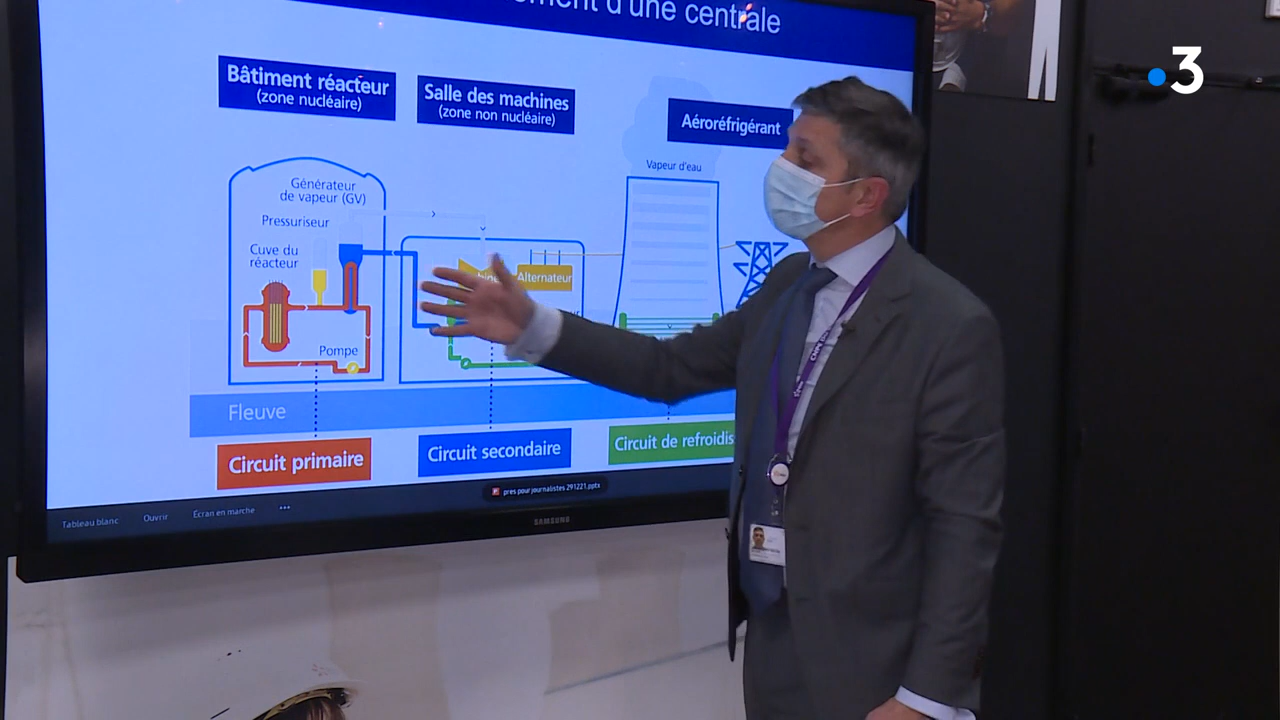 d'une centrale
3
Bâtiment réacteur
(zone nucléaire)
Salle des machines
(zone non nucléaire)
Aéroréfrigérant
Vapeur d'eau
Générateur
de vapeur (GV)
Pressuriseur
Cuve du
réacteur
Alternateur
Pompe
Fleuve
Circuit primaire
Circuit secondaire
Circuit de refroidis
pres pour journalistes 291221.pptx
Tableau blanc
Ouvrir
Écran en marche
SAMSUNG
CNPE